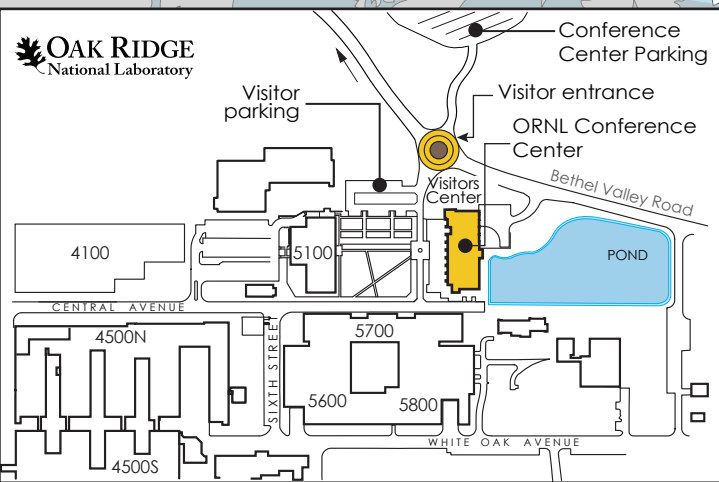 OAK RIDGE
National Laboratory
Conference
Center Parking
Visitor
parking
Visitor entrance
ORNL Conference
Center
Visitors
Center
Bethel Valley Road
4100
5100
POND
CENTRAL AVENUE
4500N
SIXTH STREET
5700
5600
5800
WHITE OAK AVENUE
4500S